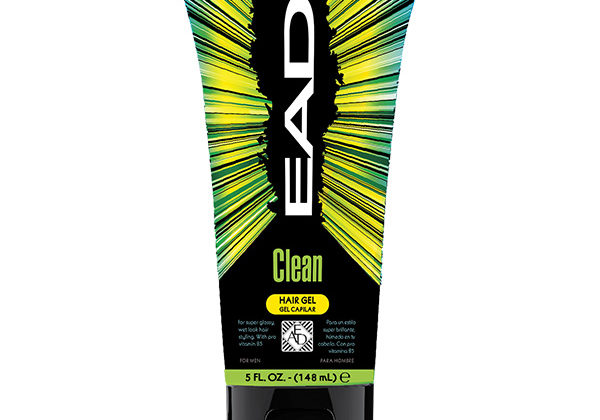 EAD
Clean
HAIR GEL
GEL CAPILAR
for super glossy,
wet look hair
styling. With pro
vitamin B5
EAD
Para un estilo
super brillante,
húmedo en tu
cabello. Con pro
vitamina B5
FOR MEN
PARA HOMBRE
5 FL. OZ. - (148 mL) e